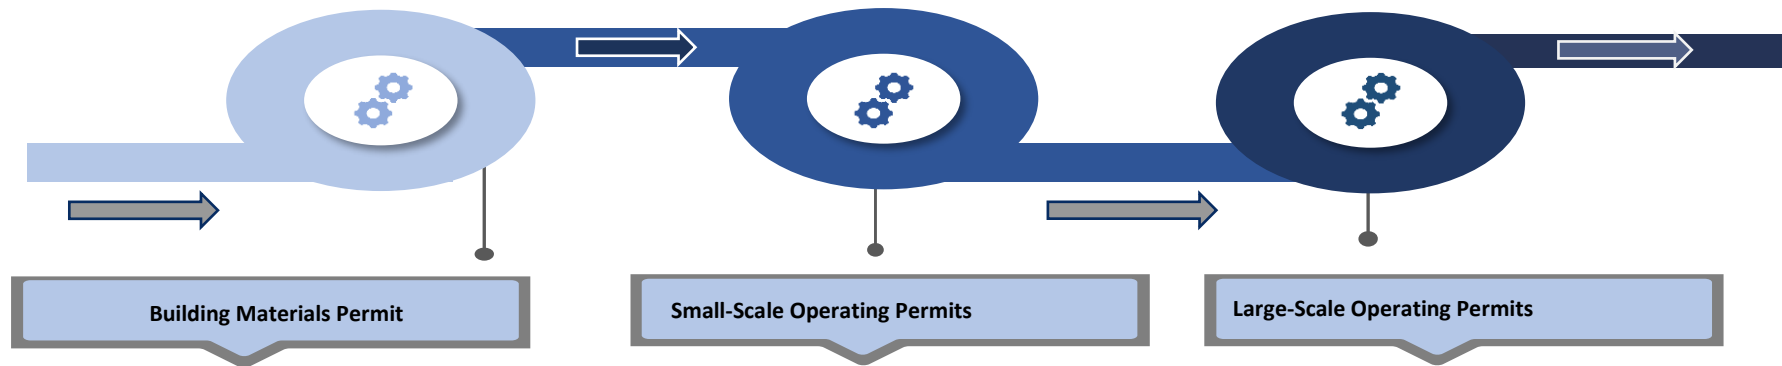 Building Materials Permit
Small-Scale Operating Permits
Large-Scale Operating Permits